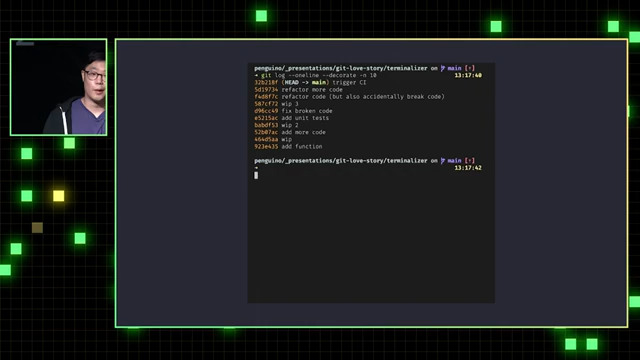 penguino/_presentations/git-love-story/terminalizer on main [+]
→ git log --oneline --decorate -n 10 13:17:40
32b218f (HEAD -> main) trigger CI
5d19734 refactor more code
f4d8f7c refactor code (but also accidentally break code)
587cf72 wip 3
d96cc49 fix broken code
e5215ac add unit tests
babdf53 wip 2
52b07ac add more code
464d5aa wip
923e435 add function
penguino/_presentations/git-love-story/terminalizer on main [+]
→ 13:17:42